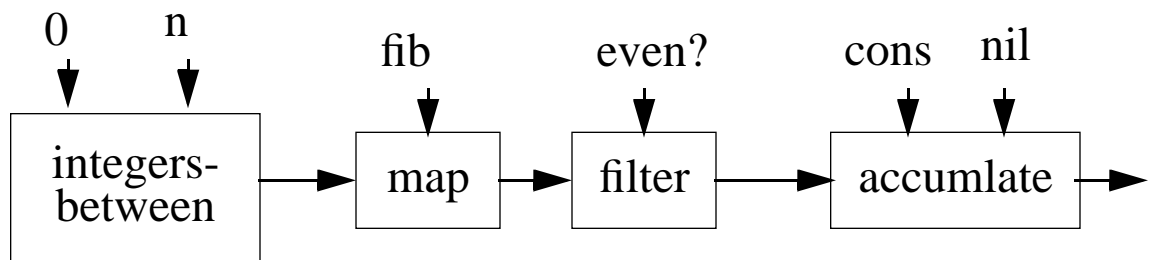 0 n
fib
even?
cons nil
integers-
between
map
filter
accumlate